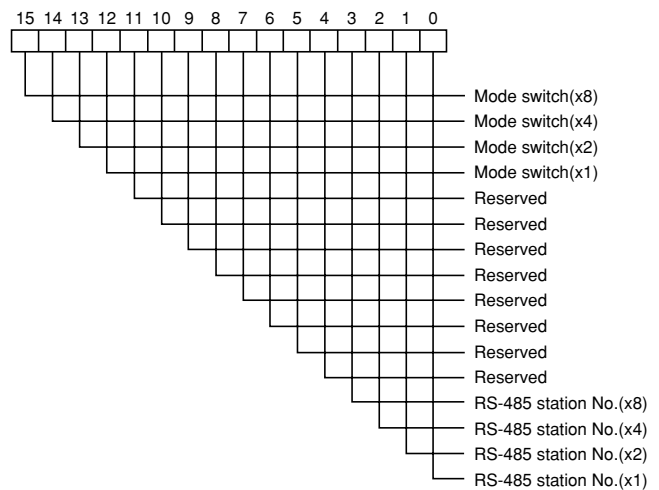 15 14 13 12 11 10 9 8 7 6 5 4 3 2 1 0
Mode switch(x8)
Mode switch(x4)
Mode switch(x2)
Mode switch(x1)
Reserved
Reserved
Reserved
Reserved
Reserved
Reserved
Reserved
Reserved
RS-485 station No.(x8)
RS-485 station No.(x4)
RS-485 station No.(x2)
RS-485 station No.(x1)